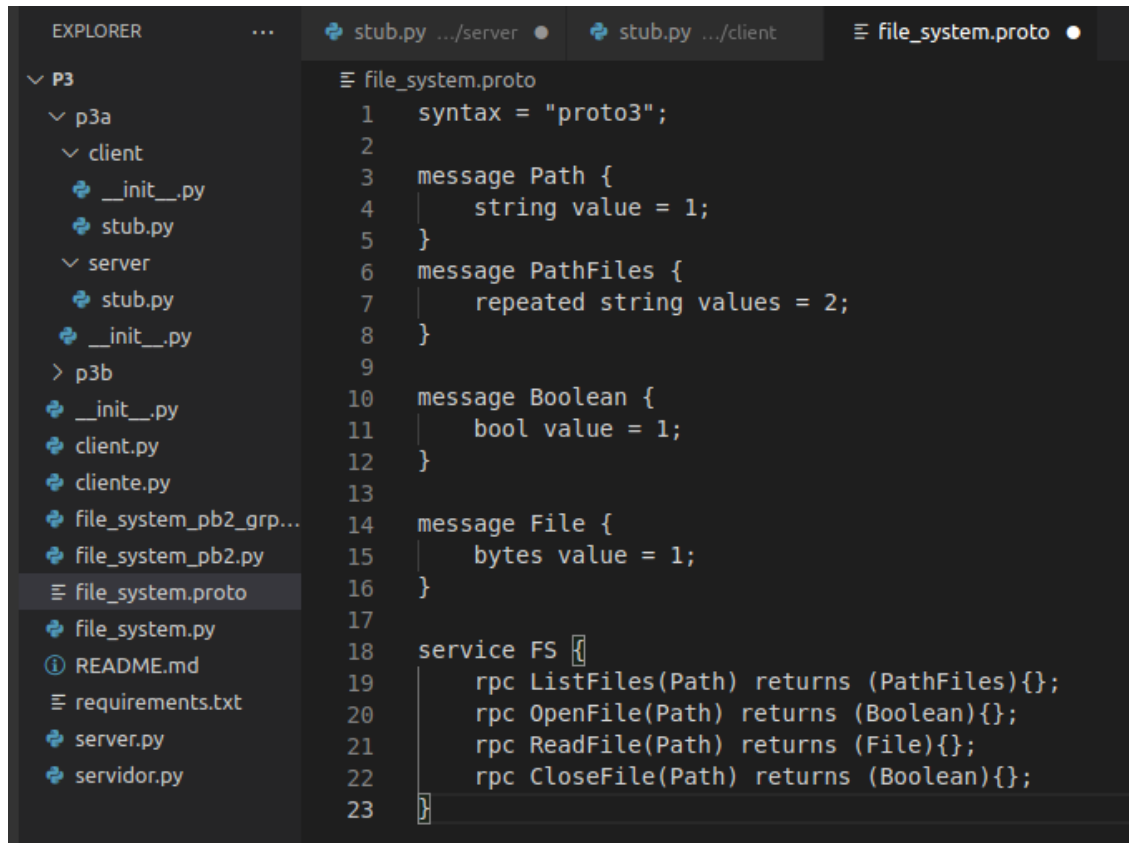 EXPLORER ...
P3
p3a
client
__init__.py
stub.py
server
stub.py
__init__.py
p3b
__init__.py
client.py
cliente.py
file_system_pb2_grp...
file_system_pb2.py
file_system.proto
file_system.py
README.md
requirements.txt
server.py
servidor.py
stub.py .../server stub.py .../client file_system.proto
file_system.proto
1 syntax = "proto3";
2
3 message Path {
4     string value = 1;
5 }
6 message PathFiles {
7     repeated string values = 2;
8 }
9
10 message Boolean {
11     bool value = 1;
12 }
13
14 message File {
15     bytes value = 1;
16 }
17
18 service FS {
19     rpc ListFiles(Path) returns (PathFiles){};
20     rpc OpenFile(Path) returns (Boolean){};
21     rpc ReadFile(Path) returns (File){};
22     rpc CloseFile(Path) returns (Boolean){};
23 }